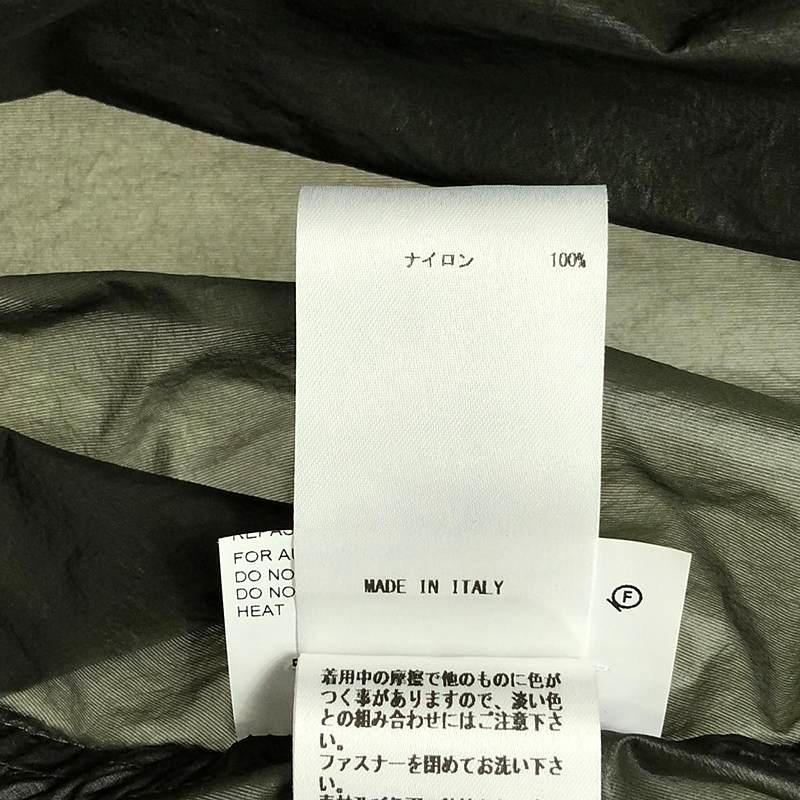 ナイロン 100%
FOR
DO NO
DO NO
HEAT
F
MADE IN ITALY
着用中の摩擦で他のものに色が
つく事がありますので、淡い色
との組み合わせにはご注意下さ
い。
ファスナーを閉めてお洗い下さ
い。